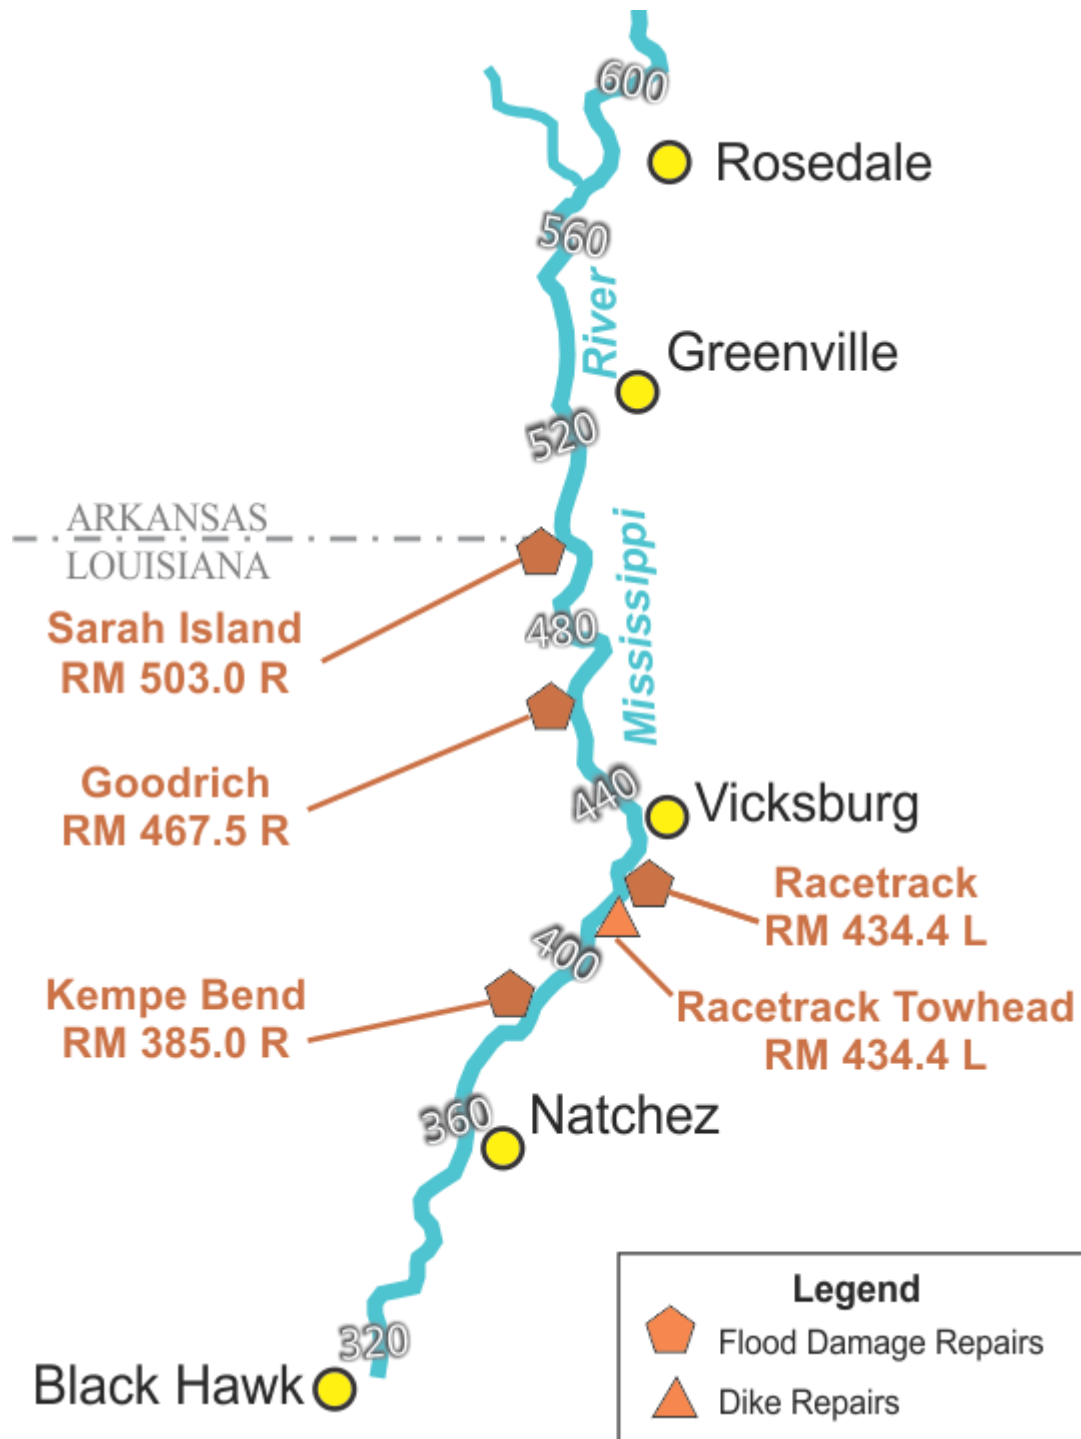 600
Rosedale
560
River
Greenville
520
ARKANSAS
LOUISIANA
Mississippi
Sarah Island
RM 503.0 R
480
Goodrich
RM 467.5 R
440
Vicksburg
Racetrack
RM 434.4 L
400
Kempe Bend
RM 385.0 R
Racetrack Towhead
RM 434.4 L
360
Natchez
320
Black Hawk
Legend
Flood Damage Repairs
Dike Repairs